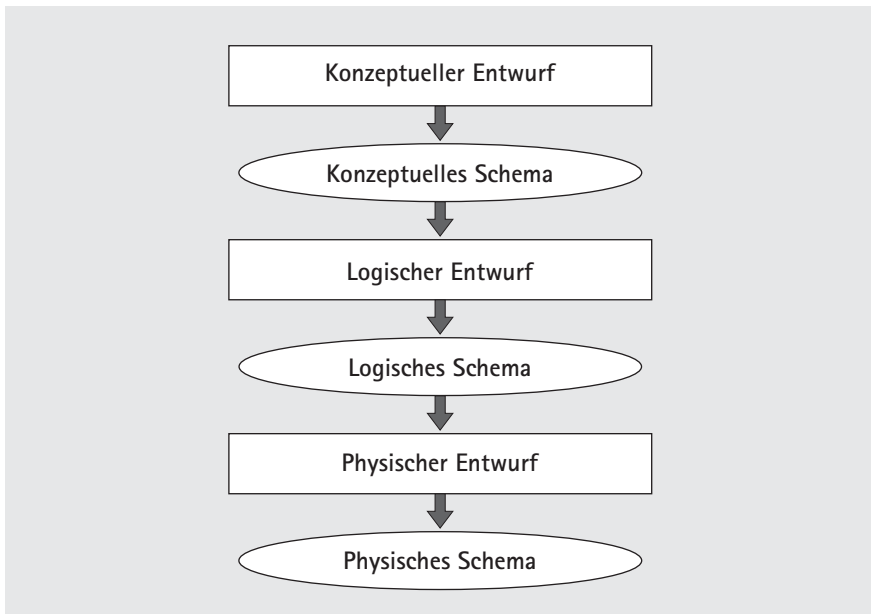 Konzeptueller Entwurf
Konzeptuelles Schema
Logischer Entwurf
Logisches Schema
Physischer Entwurf
Physisches Schema